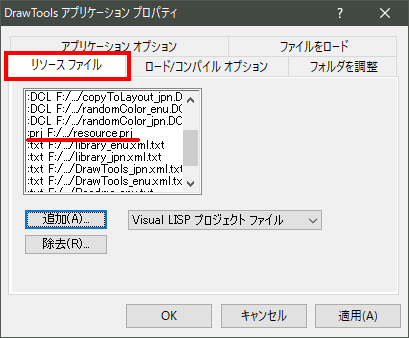 DrawTools アプリケーション プロパティ
アプリケーション オプション
ファイルをロード
リソース ファイル
ロード/コンパイル オプション
フォルダを調整
:DCL F:/../copyToLayout_jpn.DC
:DCL F:/../randomColor_enu.DC
:DCL F:/../randomColor_jpn.DC
:prj F:/../resource.prj
:txt F:/../library_enu.xml.txt
:txt F:/../library_jpn.xml.txt
:txt F:/../DrawTools_jpn.xml.txt
:txt F:/../DrawTools_enu.xml.txt
追加(A)...
Visual LISP プロジェクト ファイル
除去(R)...
OK
キャンセル
適用(A)